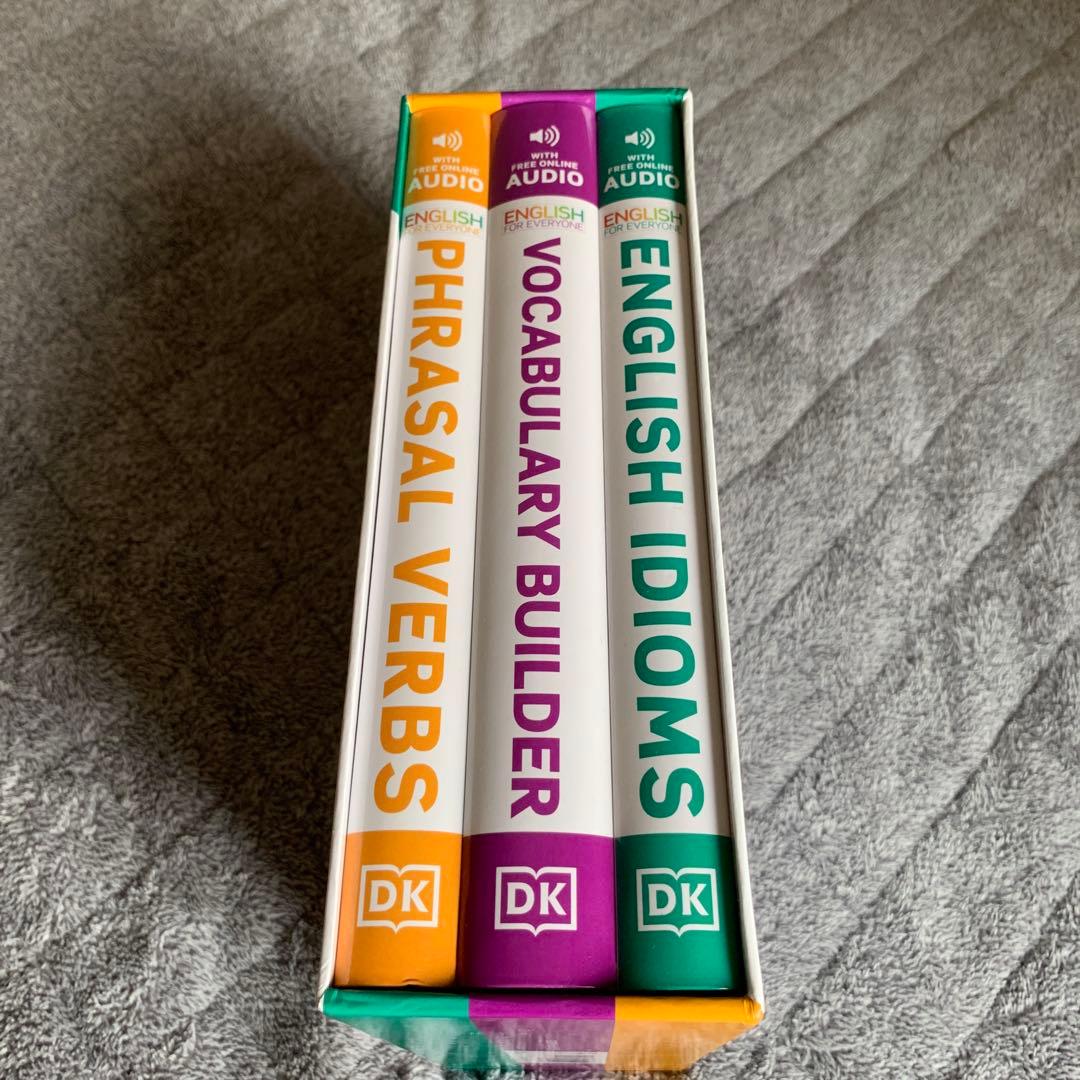 WITH
FREE ONLINE
AUDIO
ENGLISH
FOR EVERYONE
PHRASAL VERBS
DK
WITH
FREE ONLINE
AUDIO
ENGLISH
FOR EVERYONE
VOCABULARY BUILDER
DK
WITH
FREE ONLINE
AUDIO
ENGLISH
FOR EVERYONE
ENGLISH IDIOMS
DK